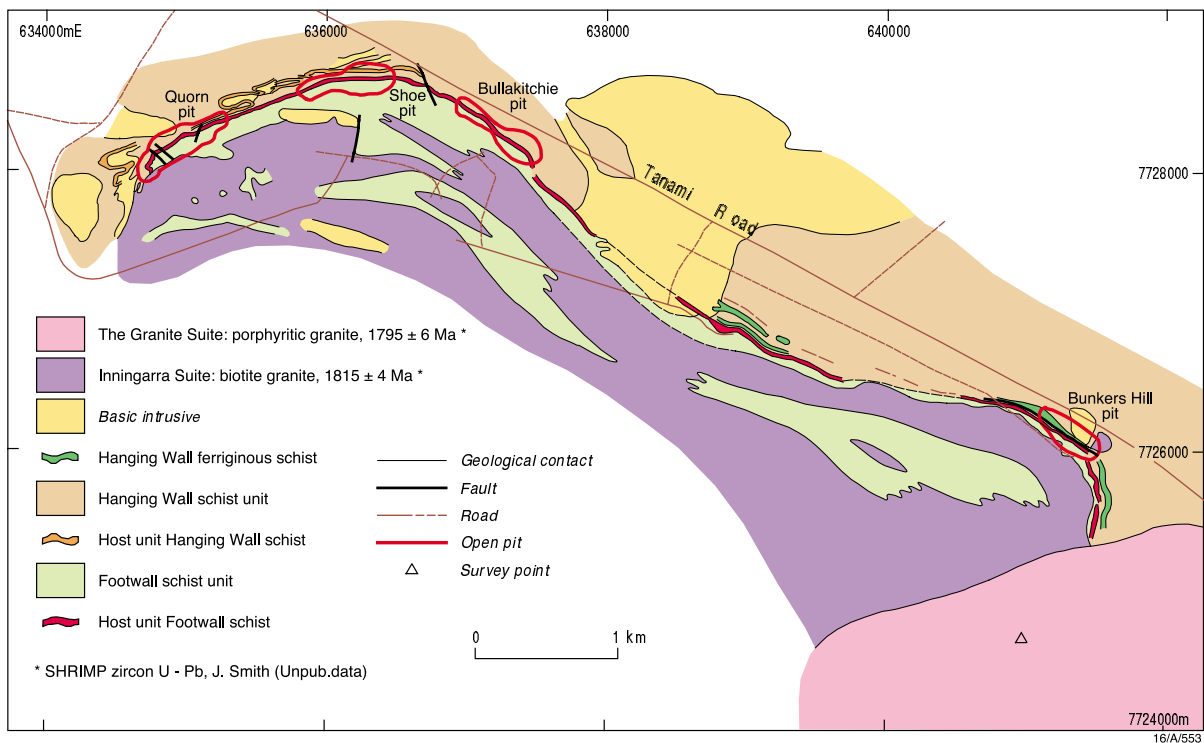 634000mE
636000
638000
640000
Quorn
pit
Shoe
pit
Bullakitchie
pit
7728000
Tanami Road
Bunkers Hill
pit
7726000
The Granite Suite: porphyritic granite, 1795 ± 6 Ma *
Inningarra Suite: biotite granite, 1815 ± 4 Ma *
Basic intrusive
Hanging Wall ferriginous schist
Hanging Wall schist unit
Host unit Hanging Wall schist
Footwall schist unit
Host unit Footwall schist
* SHRIMP zircon U - Pb, J. Smith (Unpub.data)
Geological contact
Fault
Road
Open pit
Survey point
0 1 km
7724000m
16/A/553